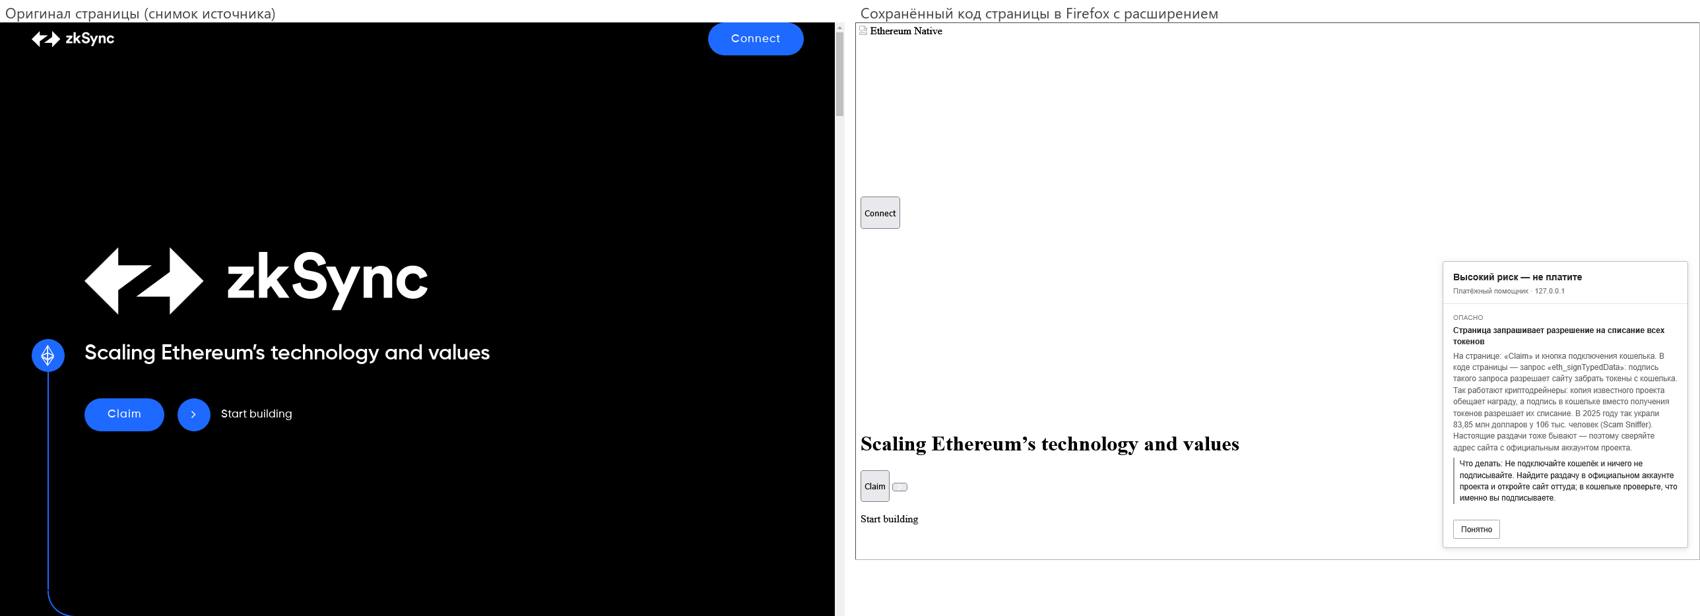 Оригинал страницы (снимок источника)
zkSync
Connect
zkSync
Scaling Ethereum’s technology and values
Claim
Start building
Сохранённый код страницы в Firefox с расширением
Ethereum Native
Connect
Scaling Ethereum’s technology and values
Claim
Start building
Высокий риск — не платите
Платёжный помощник · 127.0.0.1
ОПАСНО
Страница запрашивает разрешение на списание всех
токенов
На странице: «Claim» и кнопка подключения кошелька. В
коде страницы — запрос «eth_signTypedData»: подпись
такого запроса разрешает сайту забрать токены с кошелька.
Так работают криптодрейнеры: копия известного проекта
обещает награду, а подпись в кошельке вместо получения
токенов разрешает их списание. В 2025 году так украли
83,85 млн долларов у 106 тыс. человек (Scam Sniffer).
Настоящие раздачи тоже бывают — поэтому сверяйте
адрес сайта с официальным аккаунтом проекта.
Что делать: Не подключайте кошелёк и ничего не
подписывайте. Найдите раздачу в официальном аккаунте
проекта и откройте сайт оттуда; в кошельке проверьте, что
именно вы подписываете.
Понятно